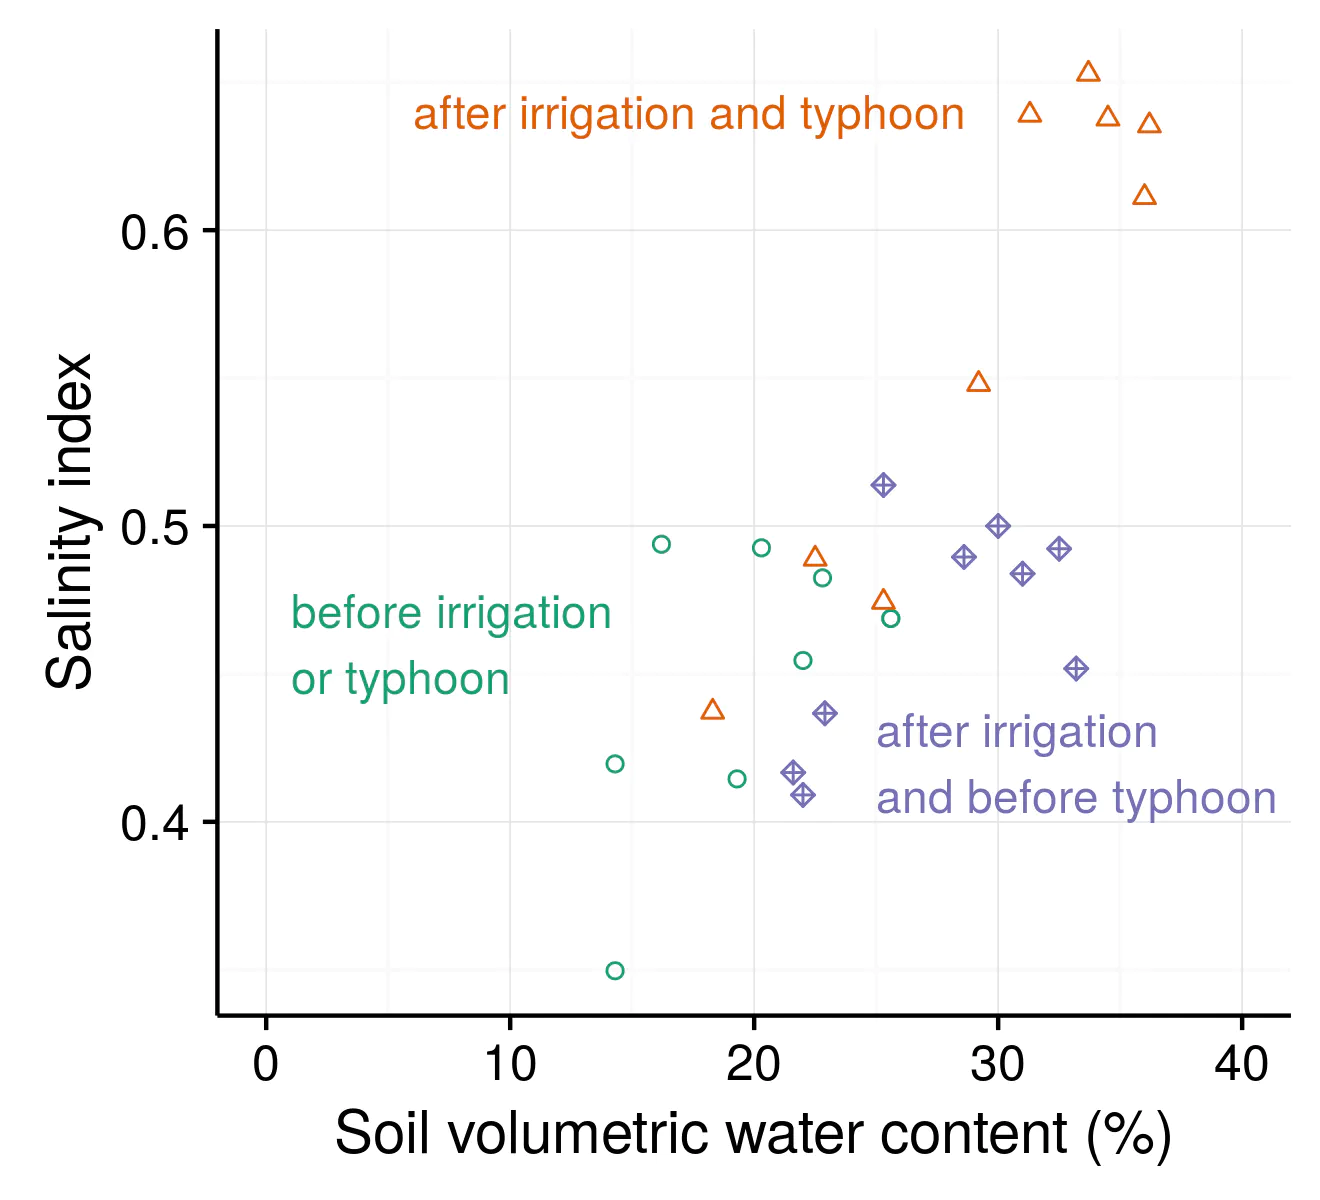 after irrigation and typhoon
0.6
0.5
before irrigation
or typhoon
after irrigation
and before typhoon
0.4
Salinity index
0 10 20 30 40
Soil volumetric water content (%)